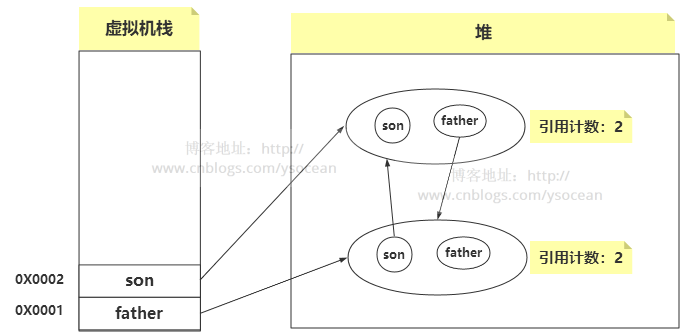 虚拟机栈
堆
son
father
引用计数：2
博客地址：http://
www.cnblogs.com/ysocean
博客地址：http://
www.cnblogs.com/ysocean
son
father
引用计数：2
0X0002
son
0X0001
father